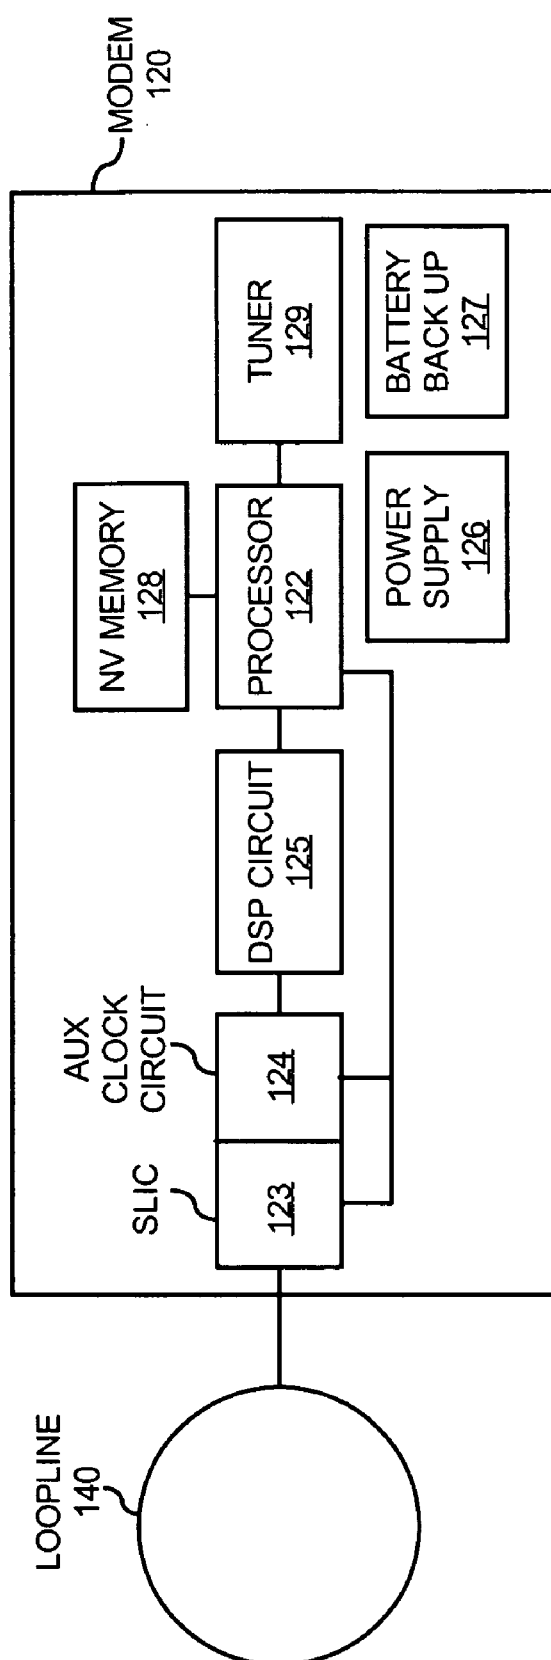 MODEM
120
NV MEMORY
128
TUNER
129
PROCESSOR
122
DSP CIRCUIT
125
AUX
CLOCK
CIRCUIT
124
SLIC
123
POWER
SUPPLY
126
BATTERY
BACK UP
127
LOOPLINE
140